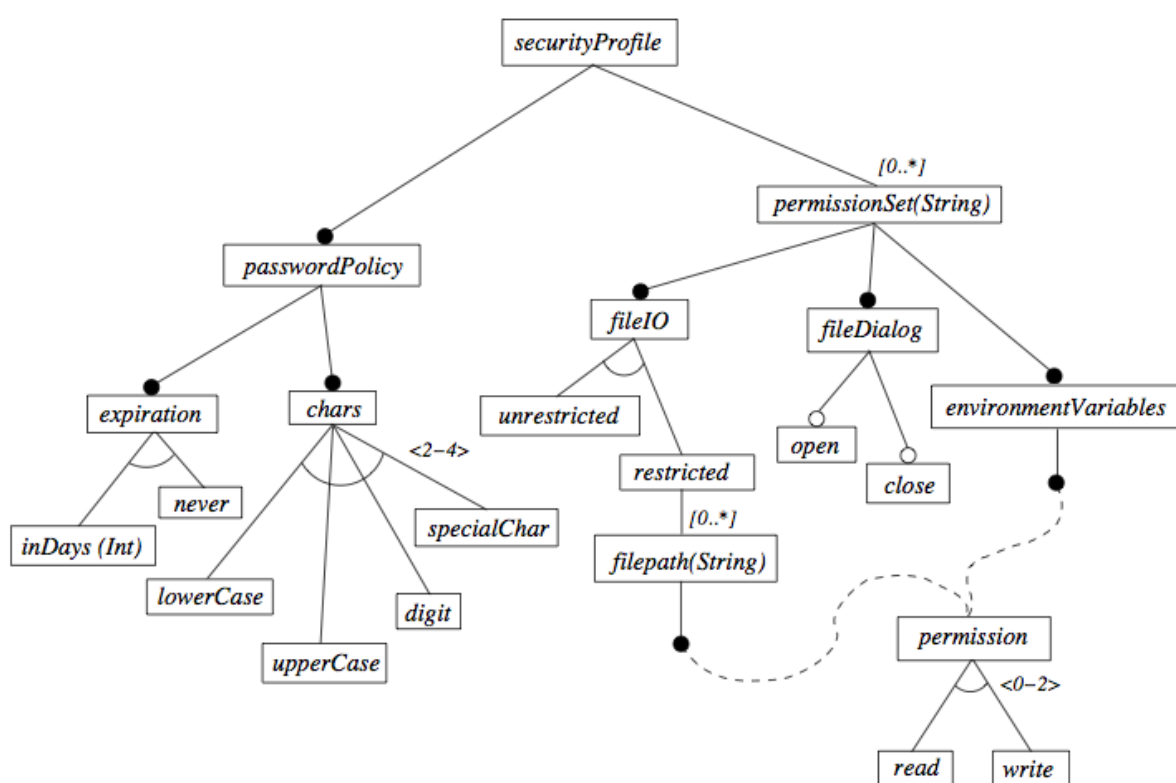 securityProfile
[0..*]
permissionSet(String)
passwordPolicy
fileIO
fileDialog
expiration
chars
unrestricted
environmentVariables
<2-4>
open
restricted
close
never
specialChar
inDays (Int)
[0..*]
filepath(String)
lowerCase
digit
permission
upperCase
<0-2>
read
write